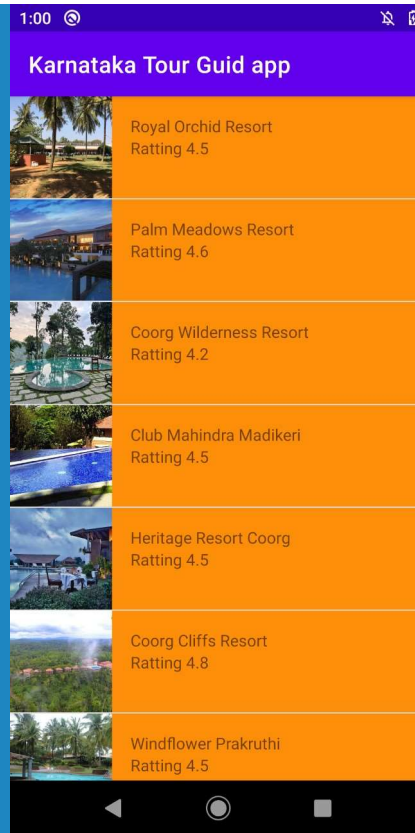 1:00
Karnataka Tour Guid app
Royal Orchid Resort
Ratting 4.5
Palm Meadows Resort
Ratting 4.6
Coorg Wilderness Resort
Ratting 4.2
Club Mahindra Madikeri
Ratting 4.5
Heritage Resort Coorg
Ratting 4.5
Coorg Cliffs Resort
Ratting 4.8
Windflower Prakruthi
Ratting 4.5